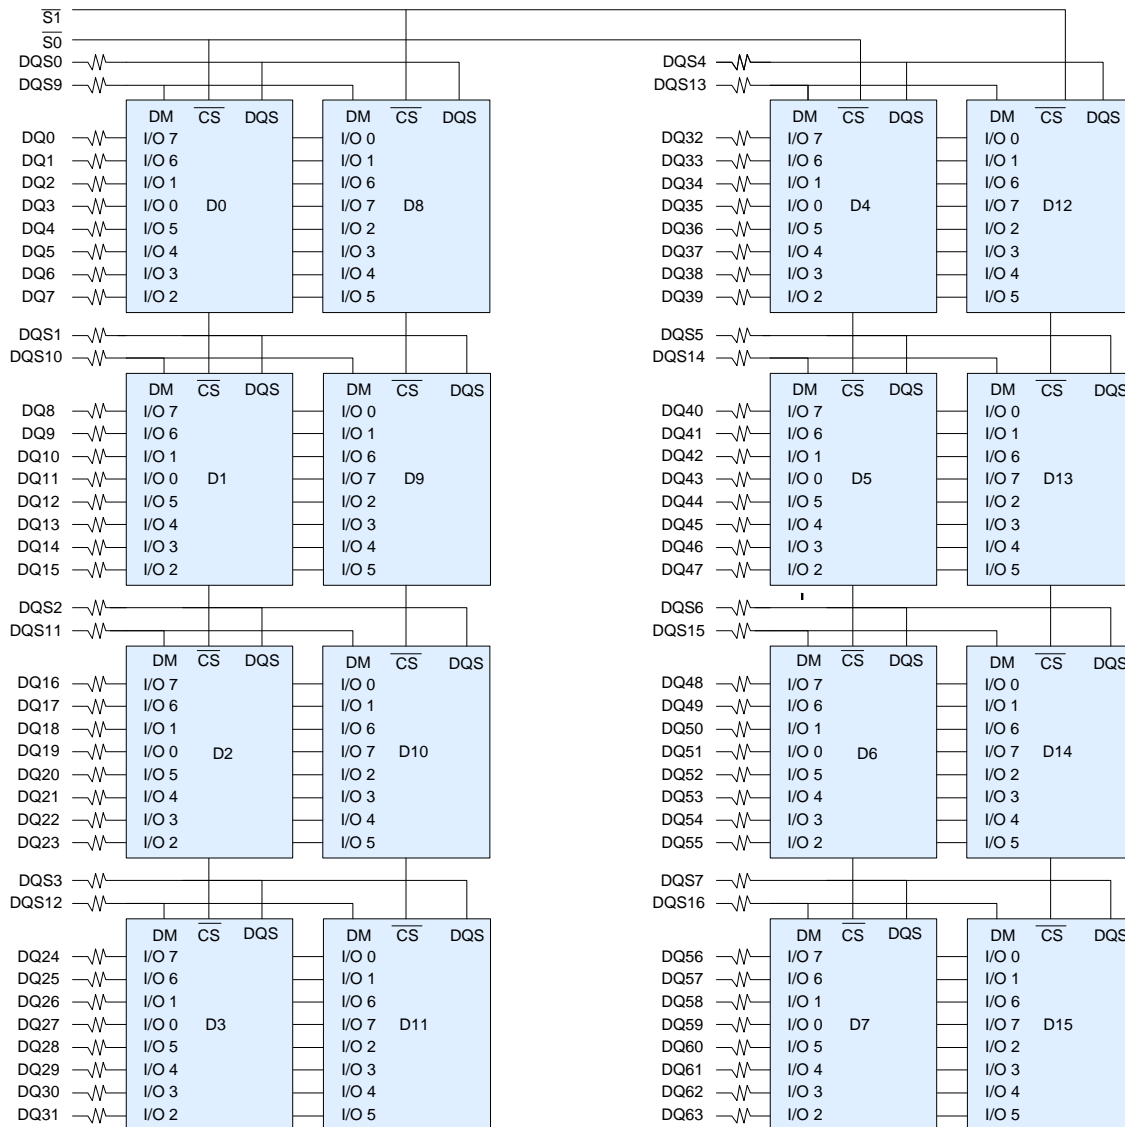 S1
S0
DQS0
DQS9
DM CS DQS
DM CS DQS
DQ0 I/O 7 I/O 0
DQ1 I/O 6 I/O 1
DQ2 I/O 1 I/O 6
DQ3 I/O 0 D0 I/O 7 D8
DQ4 I/O 5 I/O 2
DQ5 I/O 4 I/O 3
DQ6 I/O 3 I/O 4
DQ7 I/O 2 I/O 5
DQS1
DQS10
DM CS DQS
DM CS DQS
DQ8 I/O 7 I/O 0
DQ9 I/O 6 I/O 1
DQ10 I/O 1 I/O 6
DQ11 I/O 0 D1 I/O 7 D9
DQ12 I/O 5 I/O 2
DQ13 I/O 4 I/O 3
DQ14 I/O 3 I/O 4
DQ15 I/O 2 I/O 5
DQS2
DQS11
DM CS DQS
DM CS DQS
DQ16 I/O 7 I/O 0
DQ17 I/O 6 I/O 1
DQ18 I/O 1 I/O 6
DQ19 I/O 0 D2 I/O 7 D10
DQ20 I/O 5 I/O 2
DQ21 I/O 4 I/O 3
DQ22 I/O 3 I/O 4
DQ23 I/O 2 I/O 5
DQS3
DQS12
DM CS DQS
DM CS DQS
DQ24 I/O 7 I/O 0
DQ25 I/O 6 I/O 1
DQ26 I/O 1 I/O 6
DQ27 I/O 0 D3 I/O 7 D11
DQ28 I/O 5 I/O 2
DQ29 I/O 4 I/O 3
DQ30 I/O 3 I/O 4
DQ31 I/O 2 I/O 5
DQS4
DQS13
DM CS DQS
DM CS DQS
DQ32 I/O 7 I/O 0
DQ33 I/O 6 I/O 1
DQ34 I/O 1 I/O 6
DQ35 I/O 0 D4 I/O 7 D12
DQ36 I/O 5 I/O 2
DQ37 I/O 4 I/O 3
DQ38 I/O 3 I/O 4
DQ39 I/O 2 I/O 5
DQS5
DQS14
DM CS DQS
DM CS DQS
DQ40 I/O 7 I/O 0
DQ41 I/O 6 I/O 1
DQ42 I/O 1 I/O 6
DQ43 I/O 0 D5 I/O 7 D13
DQ44 I/O 5 I/O 2
DQ45 I/O 4 I/O 3
DQ46 I/O 3 I/O 4
DQ47 I/O 2 I/O 5
DQS6
DQS15
DM CS DQS
DM CS DQS
DQ48 I/O 7 I/O 0
DQ49 I/O 6 I/O 1
DQ50 I/O 1 I/O 6
DQ51 I/O 0 D6 I/O 7 D14
DQ52 I/O 5 I/O 2
DQ53 I/O 4 I/O 3
DQ54 I/O 3 I/O 4
DQ55 I/O 2 I/O 5
DQS7
DQS16
DM CS DQS
DM CS DQS
DQ56 I/O 7 I/O 0
DQ57 I/O 6 I/O 1
DQ58 I/O 1 I/O 6
DQ59 I/O 0 D7 I/O 7 D15
DQ60 I/O 5 I/O 2
DQ61 I/O 4 I/O 3
DQ62 I/O 3 I/O 4
DQ63 I/O 2 I/O 5